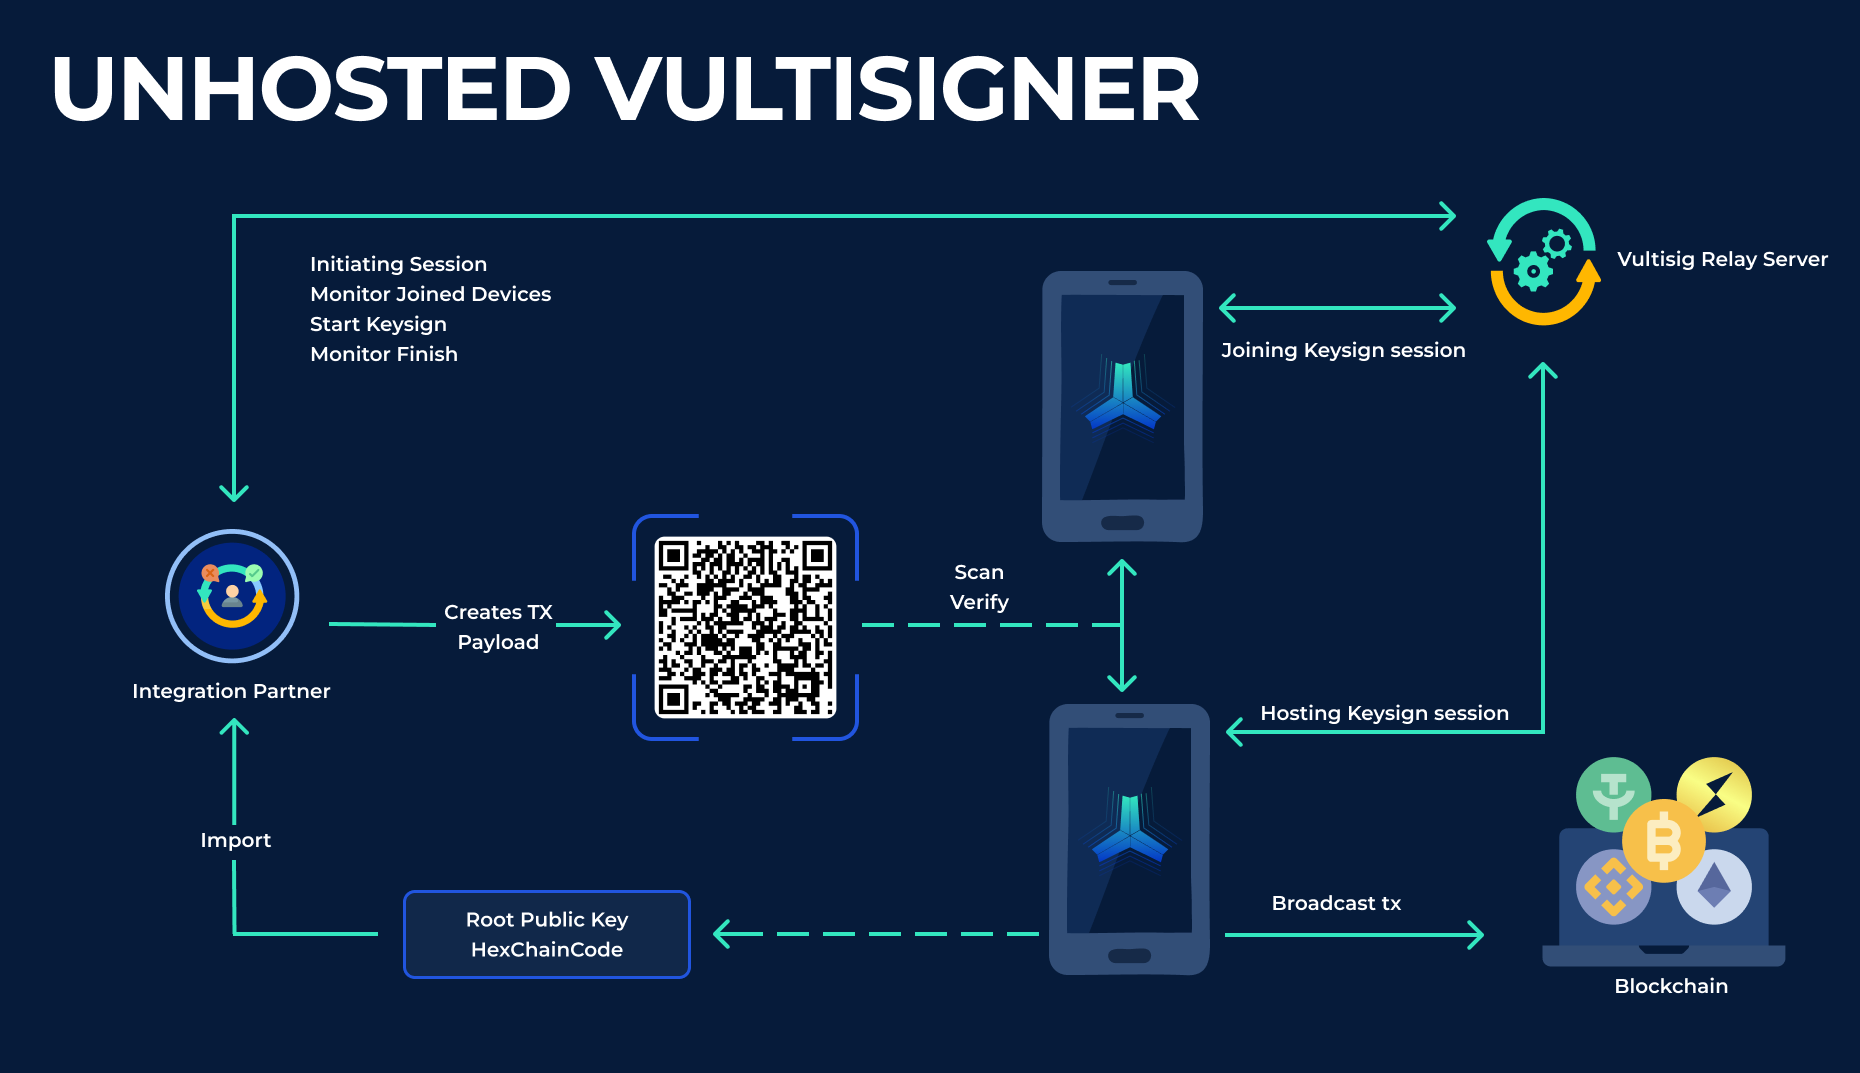 UNHOSTED VULTISIGNER
Initiating Session
Monitor Joined Devices
Start Keysign
Monitor Finish
Vultisig Relay Server
Joining Keysign session
Scan
Verify
Creates TX
Payload
Integration Partner
Hosting Keysign session
Import
Root Public Key
HexChainCode
Broadcast tx
Blockchain